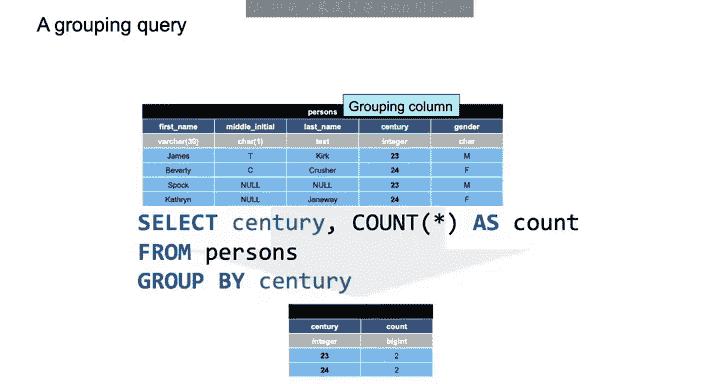 A grouping query
persons
Grouping column
first_name middle_initial last_name century gender
varchar(30) char(1) text integer char
James T Kirk 23 M
Beverly C Crusher 24 F
Spock NULL NULL 23 M
Kathryn NULL Janeway 24 F
SELECT century, COUNT(*) AS count
FROM persons
GROUP BY century
century count
integer bigint
23 2
24 2